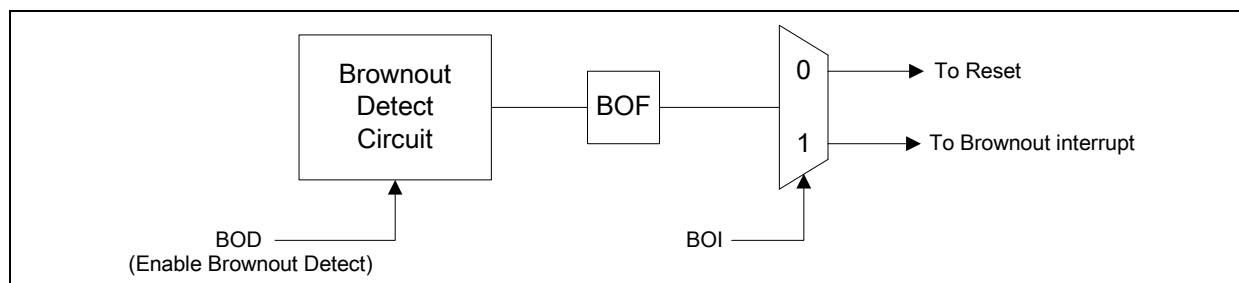 Brownout
Detect
Circuit
BOF
0
1
To Reset
To Brownout interrupt
BOD
(Enable Brownout Detect)
BOI